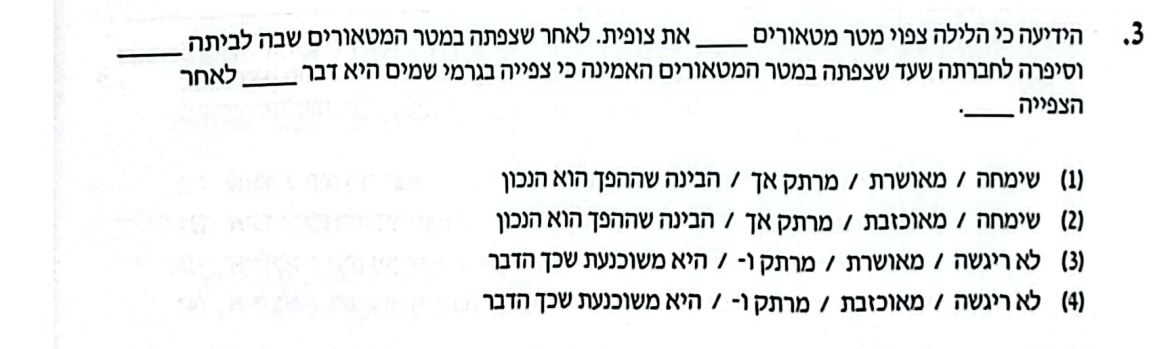 3. הידיעה כי הלילה צפוי מטר מטאורים ____ את צופית. לאחר שצפתה במטר המטאורים שבה לביתה _____
וסיפרה לחברתה שעד שצפתה במטר המטאורים האמינה כי צפייה בגרמי שמים היא דבר ____ לאחר
הצפייה ____.
(1) שימחה / מאושרת / מרתק אך / הבינה שההפך הוא הנכון
(2) שימחה / מאוכזבת / מרתק אך / הבינה שההפך הוא הנכון
(3) לא ריגשה / מאושרת / מרתק ו- / היא משוכנעת שכך הדבר
(4) לא ריגשה / מאוכזבת / מרתק ו- / היא משוכנעת שכך הדבר